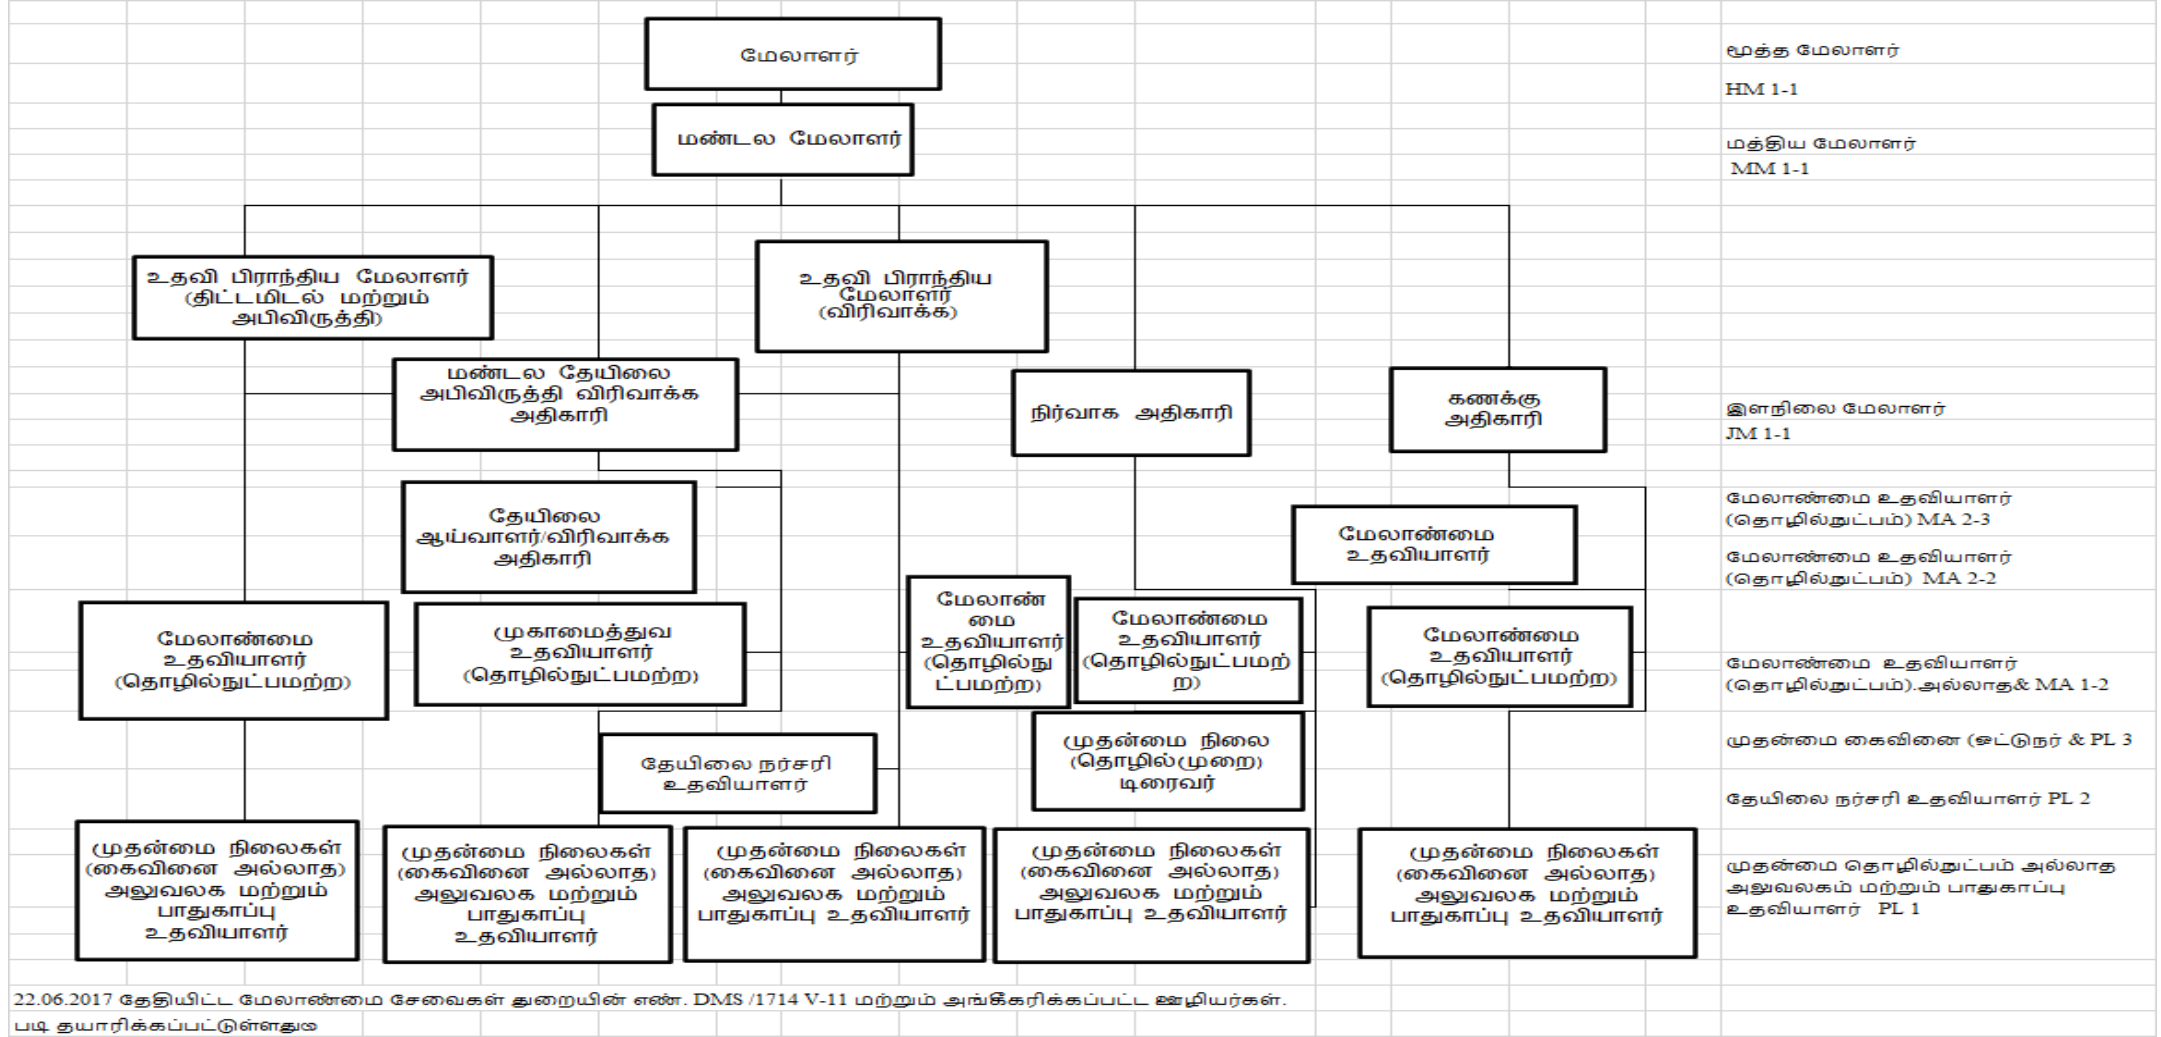 மேலாளர்
மூத்த மேலாளர்
HM 1-1
மண்டல மேலாளர்
மத்திய மேலாளர்
MM 1-1
உதவி பிராந்திய மேலாளர்
(திட்டமிடல் மற்றும்
அபிவிருத்தி)
உதவி பிராந்திய
மேலாளர்
(விரிவாக்க)
மண்டல தேயிலை
அபிவிருத்தி விரிவாக்க
அதிகாரி
நிர்வாக அதிகாரி
கணக்கு
அதிகாரி
இளநிலை மேலாளர்
JM 1-1
தேயிலை
ஆய்வாளர்/விரிவாக்க
அதிகாரி
மேலாண்மை
உதவியாளர்
மேலாண்மை உதவியாளர்
(தொழில்நுட்பம்) MA 2-3
மேலாண்மை உதவியாளர்
(தொழில்நுட்பம்) MA 2-2
மேலாண்மை
உதவியாளர்
(தொழில்நுட்பமற்ற)
முகாமைத்துவ
உதவியாளர்
(தொழில்நுட்பமற்ற)
மேலாண்
மை
உதவியாளர்
(தொழில்நு
ட்பமற்ற)
மேலாண்மை
உதவியாளர்
(தொழில்நுட்பமற்
ற)
மேலாண்மை
உதவியாளர்
(தொழில்நுட்பமற்ற)
மேலாண்மை உதவியாளர்
(தொழில்நுட்பம்).அல்லாத& MA 1-2
தேயிலை நர்சரி
உதவியாளர்
முதன்மை நிலை
(தொழில்முறை)
டிரைவர்
முதன்மை கைவினை (ஓட்டுநர் & PL 3
தேயிலை நர்சரி உதவியாளர் PL 2
முதன்மை நிலைகள்
(கைவினை அல்லாத)
அலுவலக மற்றும்
பாதுகாப்பு
உதவியாளர்
முதன்மை நிலைகள்
(கைவினை அல்லாத)
அலுவலக மற்றும்
பாதுகாப்பு
உதவியாளர்
முதன்மை நிலைகள்
(கைவினை அல்லாத)
அலுவலக மற்றும்
பாதுகாப்பு உதவியாளர்
முதன்மை நிலைகள்
(கைவினை அல்லாத)
அலுவலக மற்றும்
பாதுகாப்பு உதவியாளர்
முதன்மை நிலைகள்
(கைவினை அல்லாத)
அலுவலக மற்றும்
பாதுகாப்பு உதவியாளர்
முதன்மை தொழில்நுட்பம் அல்லாத
அலுவலகம் மற்றும் பாதுகாப்பு
உதவியாளர் PL 1
22.06.2017 தேதியிட்ட மேலாண்மை சேவைகள் துறையின் எண். DMS /1714 V-11 மற்றும் அங்கீகரிக்கப்பட்ட ஊழியர்கள்.
படி தயாரிக்கப்பட்டுள்ளது